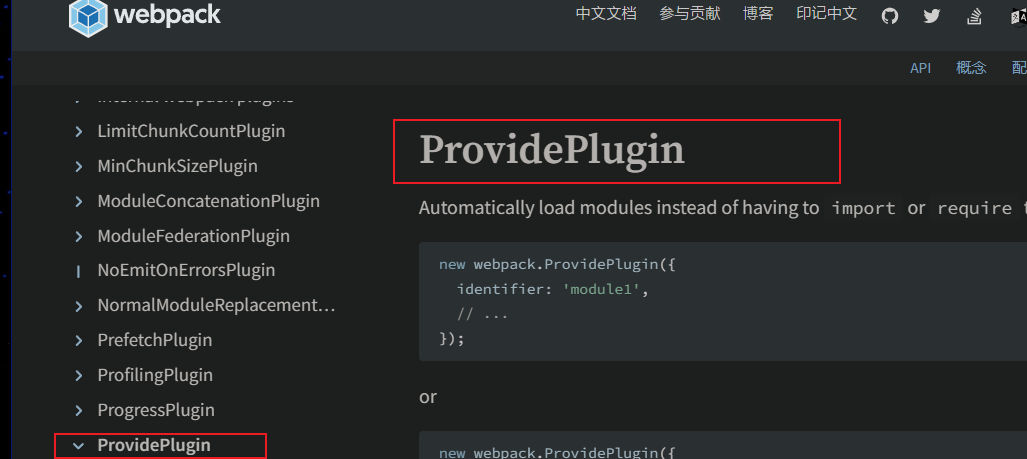 webpack
中文文档 参与贡献 博客 印记中文
API 概念 配
LimitChunkCountPlugin
MinChunkSizePlugin
ModuleConcatenationPlugin
ModuleFederationPlugin
NoEmitOnErrorsPlugin
NormalModuleReplacement…
PrefetchPlugin
ProfilingPlugin
ProgressPlugin
ProvidePlugin
ProvidePlugin
Automatically load modules instead of having to import or require
new webpack.ProvidePlugin({
identifier: 'module1',
// ...
});
or
new webpack.ProvidePlugin({